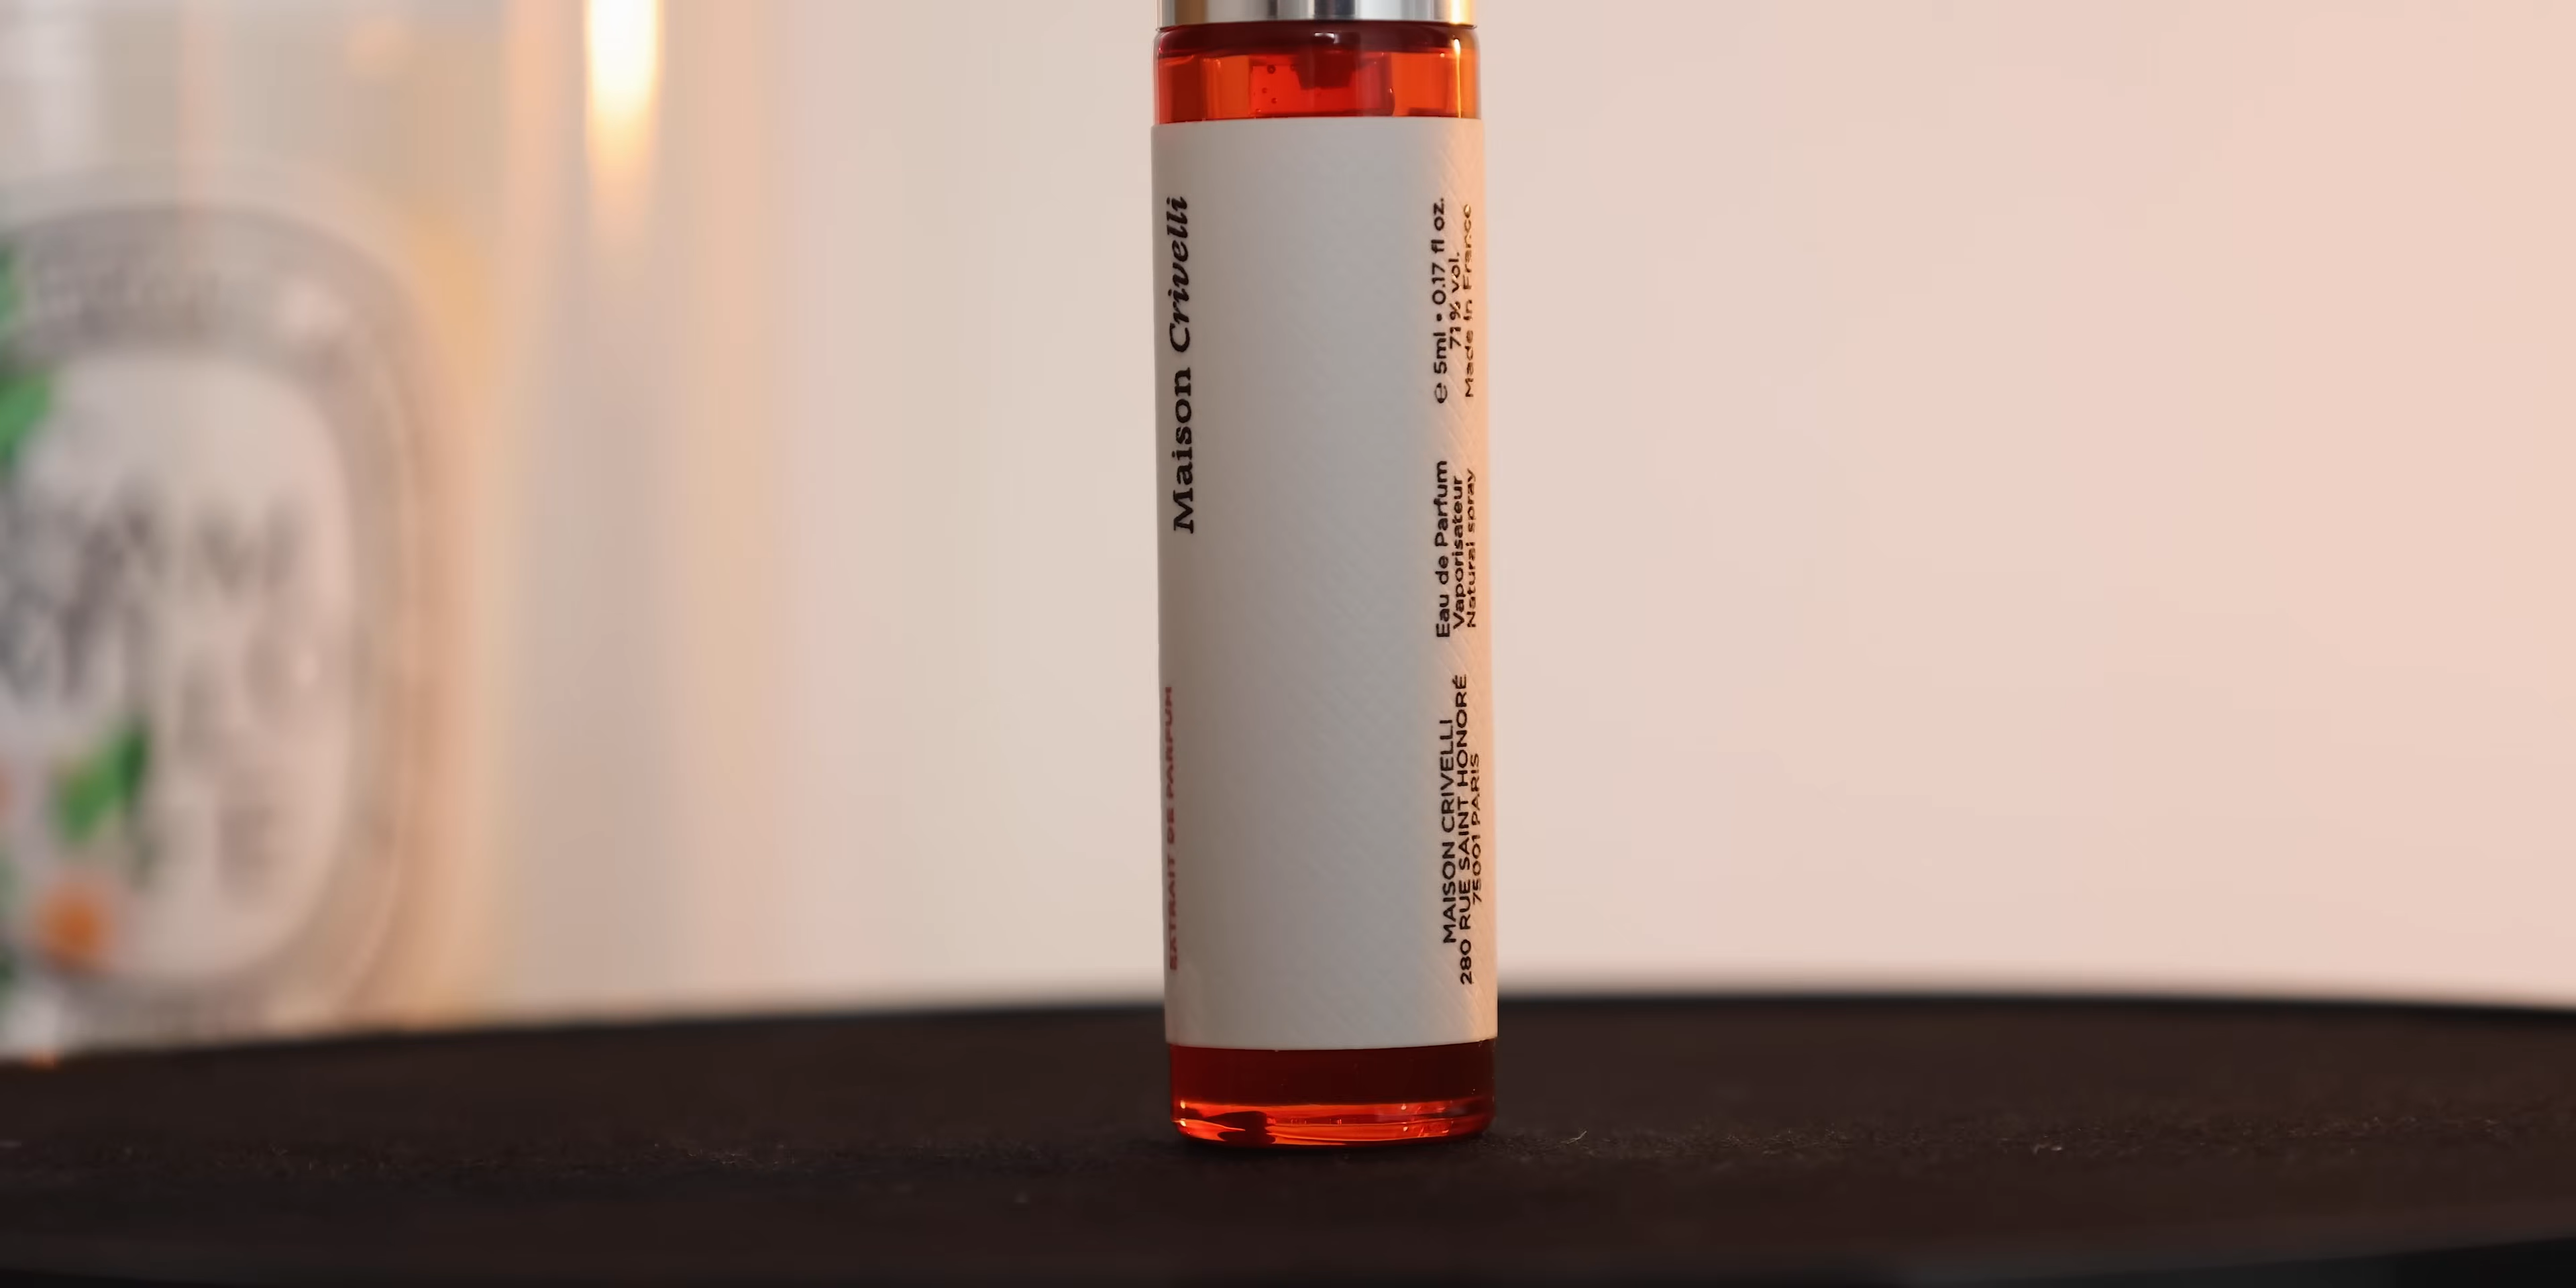 Maison Crivelli
EXTRAIT DE PARFUM
e 5ml • 0.17 fl oz.
71% vol.
Made in France
Eau de Parfum
Vaporisateur
Natural spray
MAISON CRIVELLI
280 RUE SAINT HONORÉ
75001 PARIS